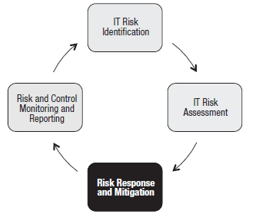 IT Risk
Identification
IT Risk
Assessment
Risk Response
and Mitigation
Risk and Control
Monitoring and
Reporting